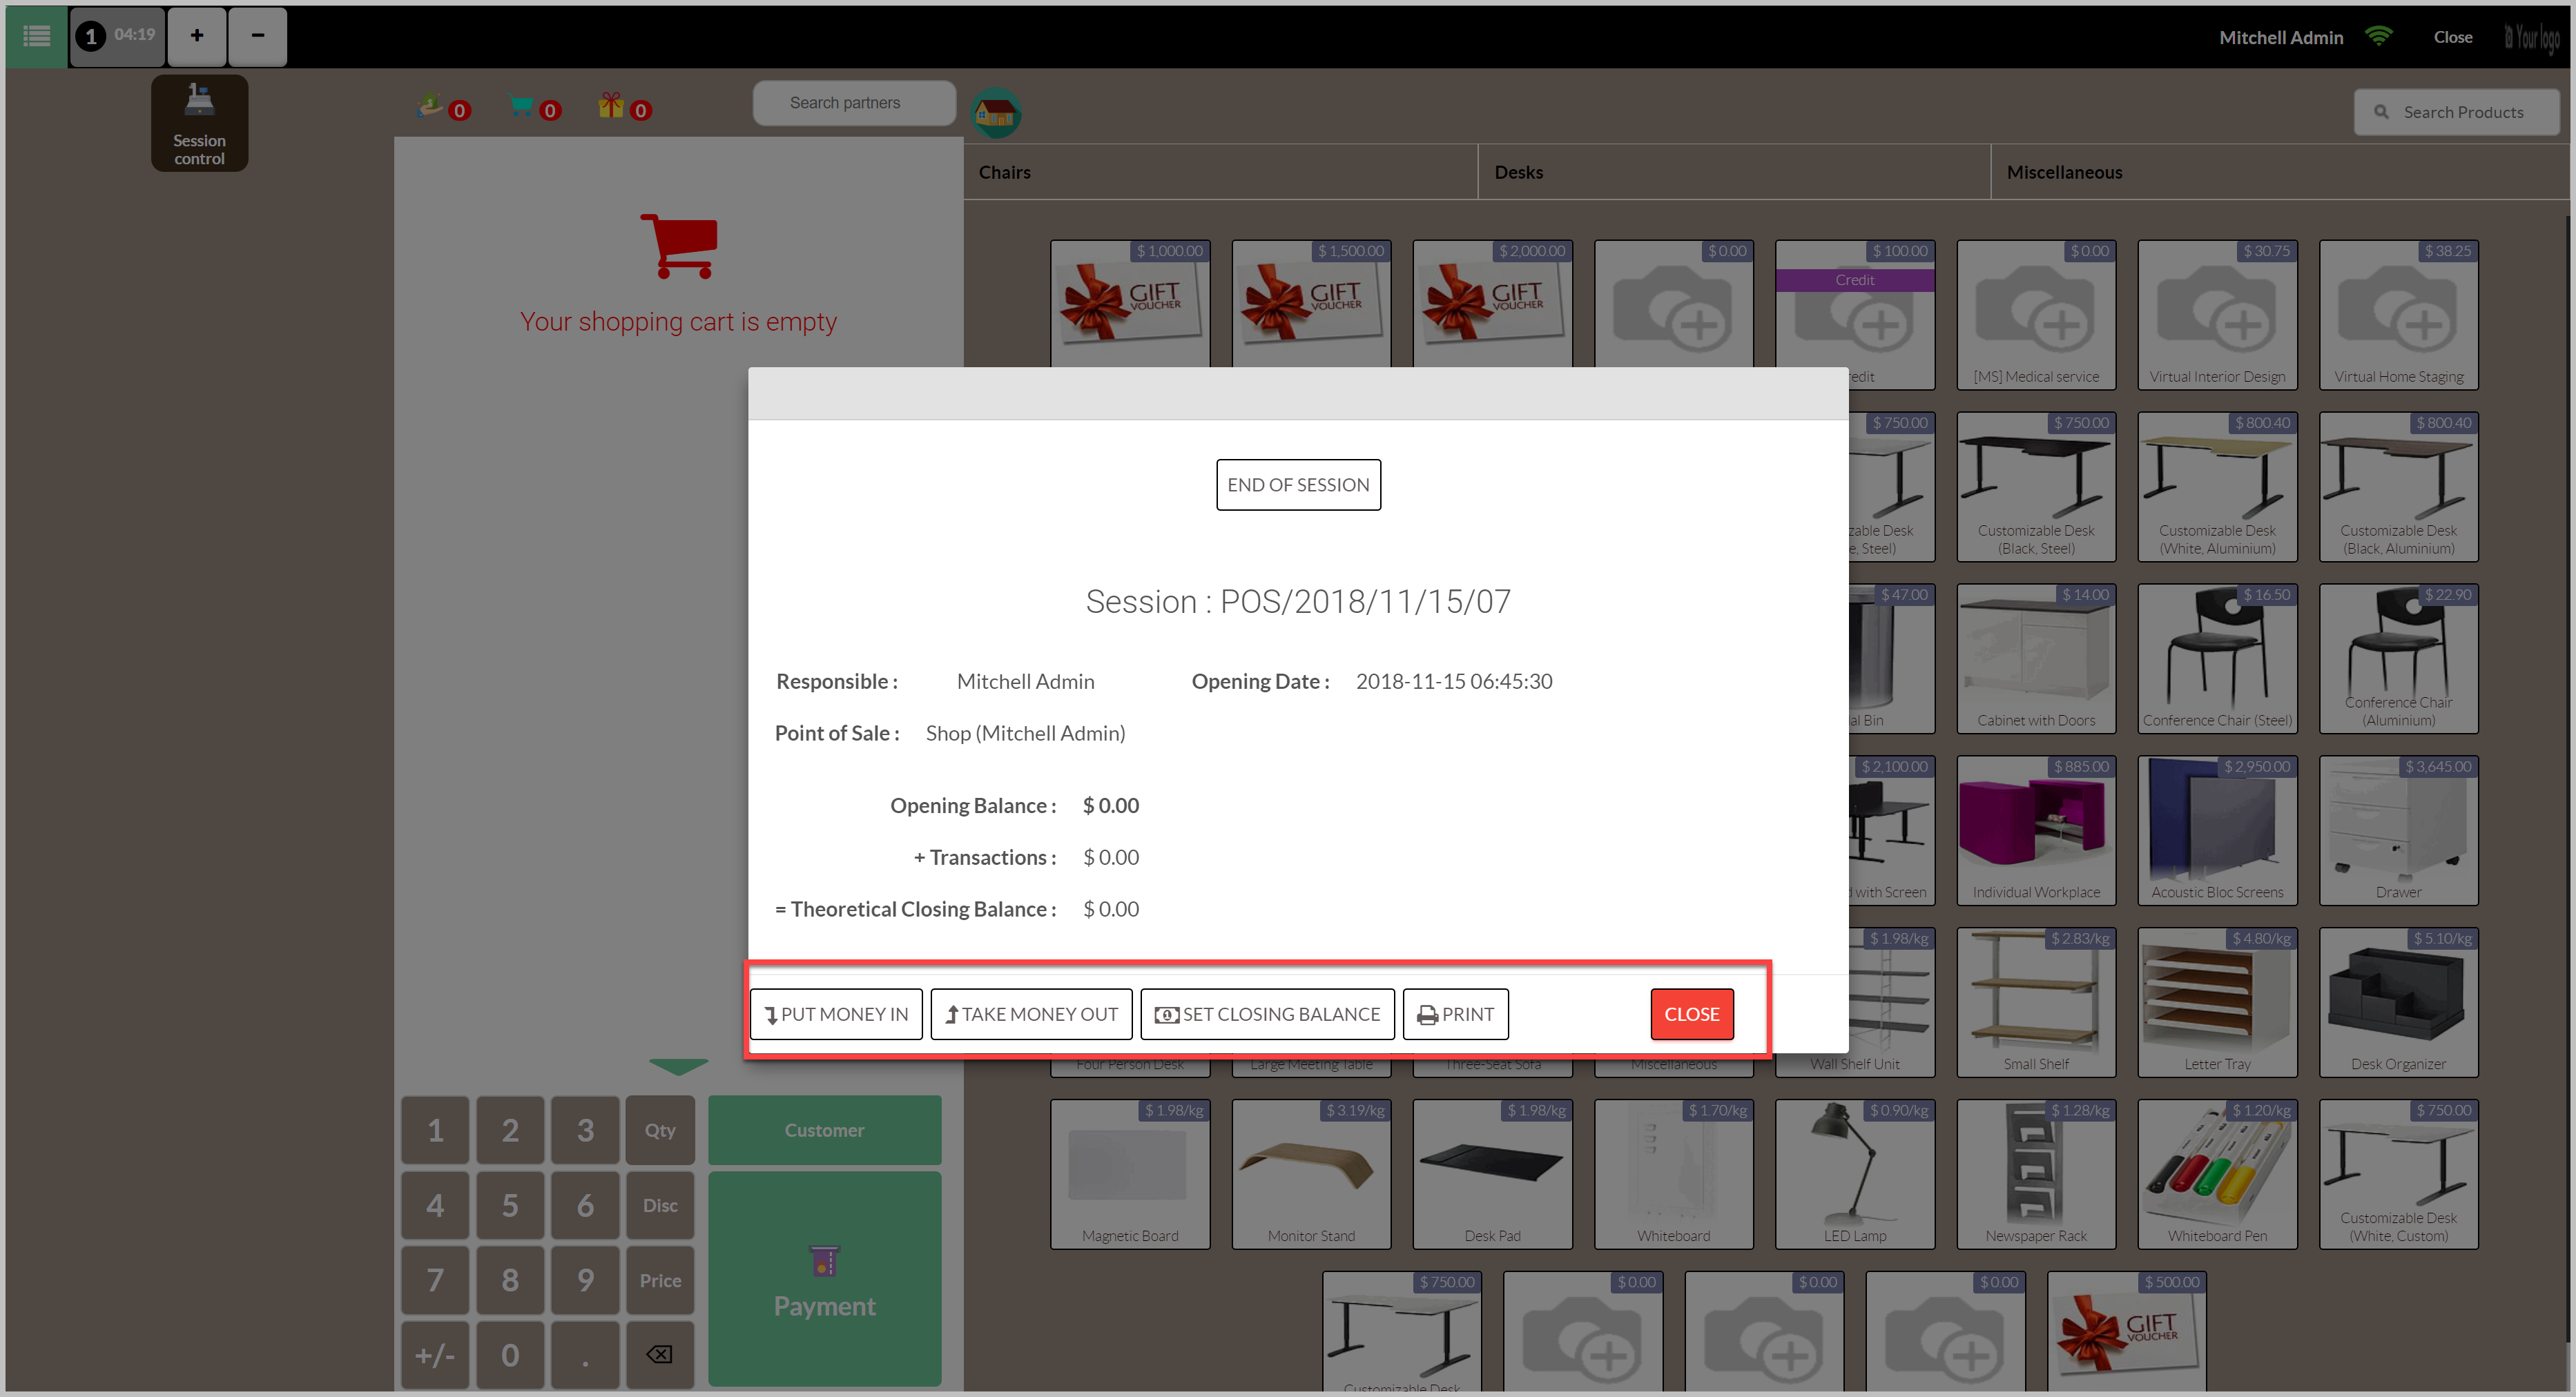 1 04:19 + −
Mitchell Admin
Close
Your logo
Session
control
0
0
0
Search partners
Search Products
Chairs
Desks
Miscellaneous
Your shopping cart is empty
$ 1,000.00
GIFT
VOUCHER
$ 1,500.00
GIFT
VOUCHER
$ 2,000.00
GIFT
VOUCHER
$ 0.00
$ 100.00
Credit
redit
$ 0.00
[MS] Medical service
$ 30.75
Virtual Interior Design
$ 38.25
Virtual Home Staging
$ 750.00
zable Desk
e, Steel)
$ 750.00
Customizable Desk
(Black, Steel)
$ 800.40
Customizable Desk
(White, Aluminium)
$ 800.40
Customizable Desk
(Black, Aluminium)
$ 47.00
al Bin
$ 14.00
Cabinet with Doors
$ 16.50
Conference Chair (Steel)
$ 22.90
Conference Chair
(Aluminium)
$ 2,100.00
d with Screen
$ 885.00
Individual Workplace
$ 2,950.00
Acoustic Bloc Screens
$ 3,645.00
Drawer
Four Person Desk
Large Meeting Table
Three-Seat Sofa
Miscellaneous
$ 1.98/kg
Wall Shelf Unit
$ 2.83/kg
Small Shelf
$ 4.80/kg
Letter Tray
$ 5.10/kg
Desk Organizer
$ 1.98/kg
Magnetic Board
$ 3.19/kg
Monitor Stand
$ 1.98/kg
Desk Pad
$ 1.70/kg
Whiteboard
$ 0.90/kg
LED Lamp
$ 1.28/kg
Newspaper Rack
$ 1.20/kg
Whiteboard Pen
$ 750.00
Customizable Desk
(White, Custom)
$ 750.00
Customizable Desk
$ 0.00
$ 0.00
$ 0.00
$ 500.00
GIFT
VOUCHER
END OF SESSION
Session : POS/2018/11/15/07
Responsible : Mitchell Admin
Opening Date : 2018-11-15 06:45:30
Point of Sale : Shop (Mitchell Admin)
Opening Balance : $ 0.00
+ Transactions : $ 0.00
= Theoretical Closing Balance : $ 0.00
PUT MONEY IN
TAKE MONEY OUT
SET CLOSING BALANCE
PRINT
CLOSE
1 2 3 Qty
4 5 6 Disc
7 8 9 Price
+/- 0 .
Customer
Payment